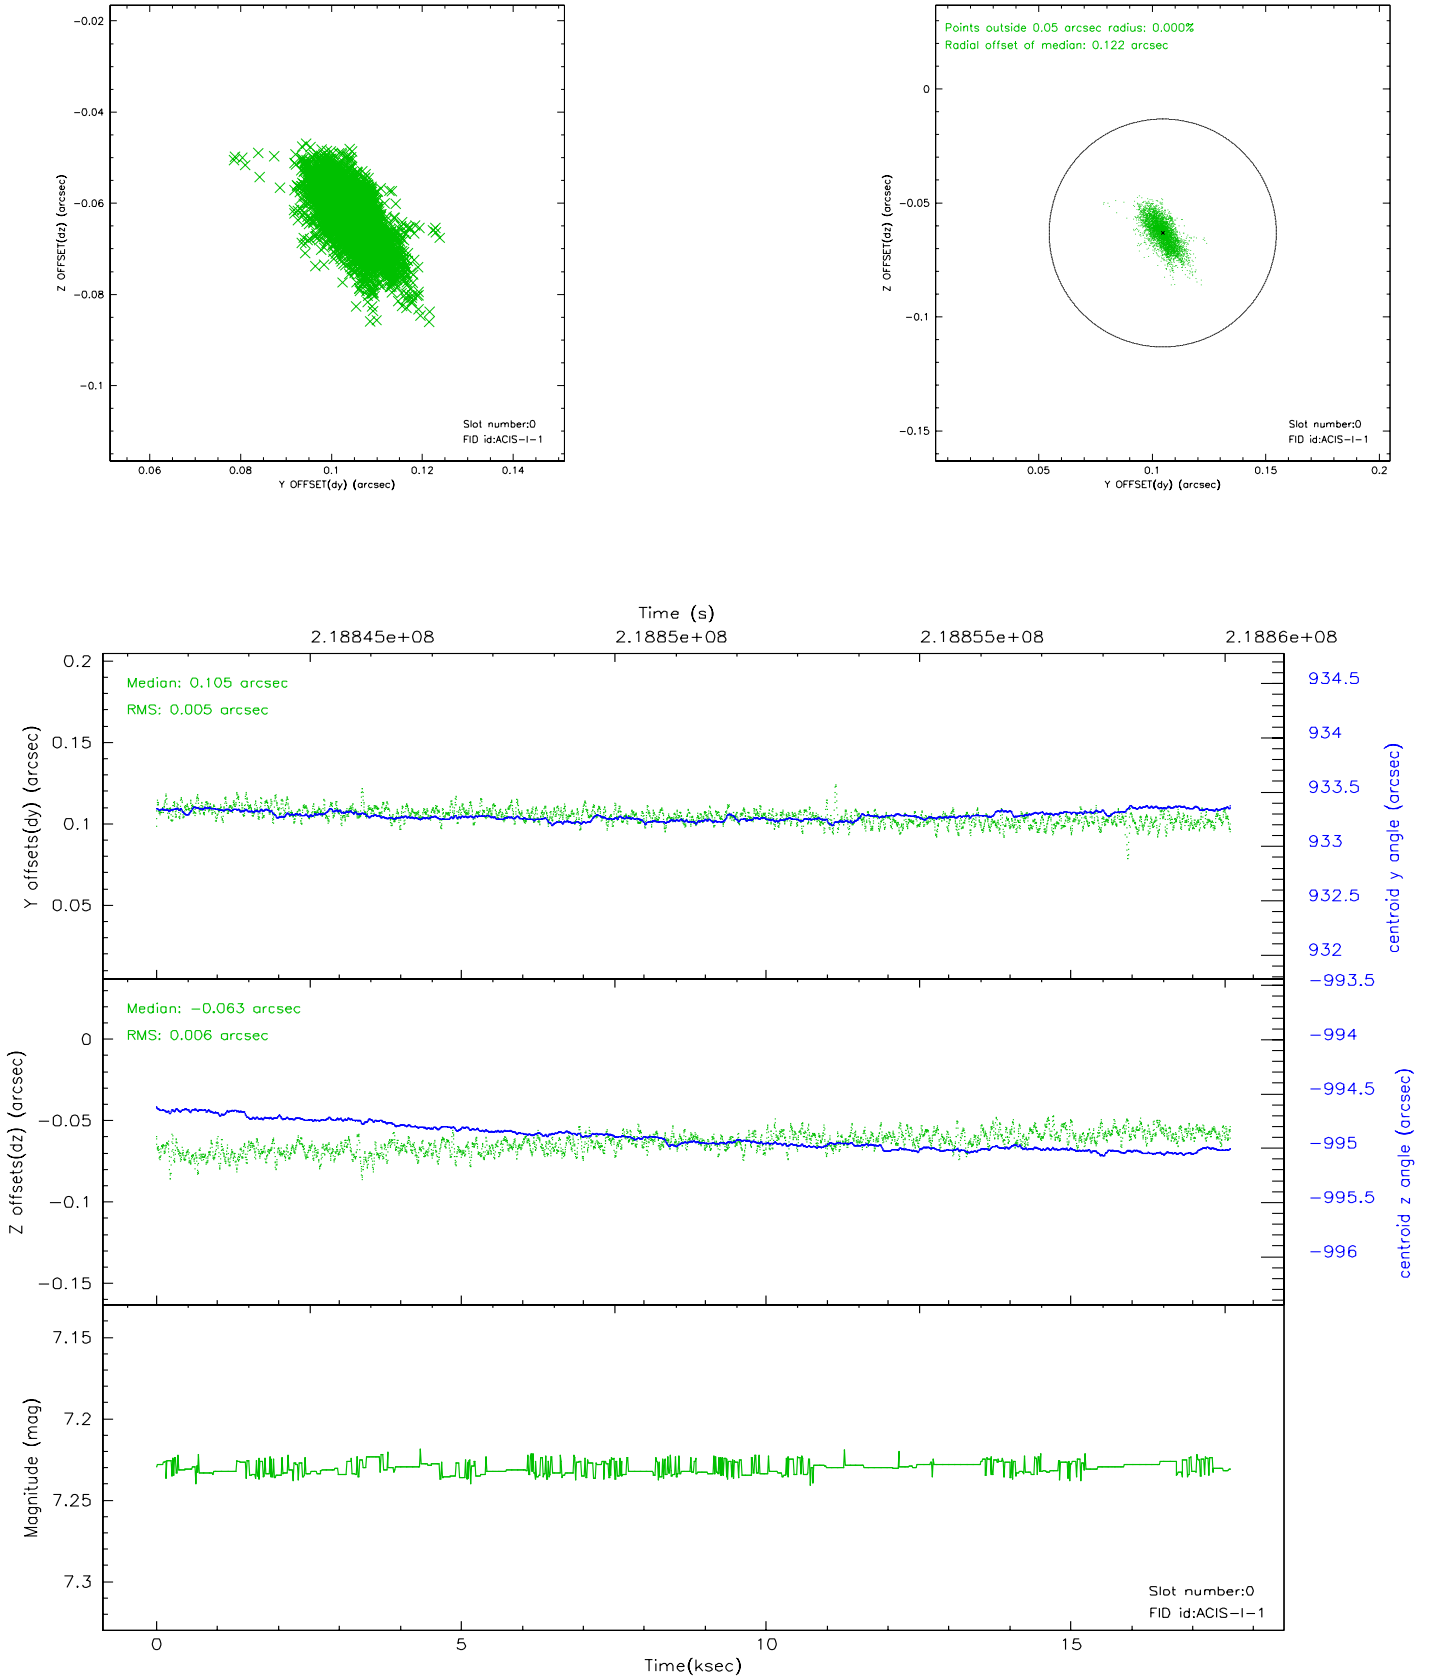 -0.02
-0.04
-0.06
-0.08
-0.1
Z OFFSET(dz) (arcsec)
Slot number:0
FID id:ACIS-I-1
0.06 0.08 0.1 0.12 0.14
Y OFFSET(dy) (arcsec)
Points outside 0.05 arcsec radius: 0.000%
Radial offset of median: 0.122 arcsec
0
-0.05
-0.1
-0.15
Z OFFSET(dz) (arcsec)
Slot number:0
FID id:ACIS-I-1
0.05 0.1 0.15 0.2
Y OFFSET(dy) (arcsec)
Time (s)
2.18845e+08 2.1885e+08 2.18855e+08 2.1886e+08
0.2
0.15
0.1
0.05
Y offsets(dy) (arcsec)
Median: 0.105 arcsec
RMS: 0.005 arcsec
934.5
934
933.5
933
932.5
932
centroid y angle (arcsec)
0
-0.05
-0.1
-0.15
Z offsets(dz) (arcsec)
Median: -0.063 arcsec
RMS: 0.006 arcsec
-993.5
-994
-994.5
-995
-995.5
-996
centroid z angle (arcsec)
7.15
7.2
7.25
7.3
Magnitude (mag)
Slot number:0
FID id:ACIS-I-1
0 5 10 15
Time(ksec)